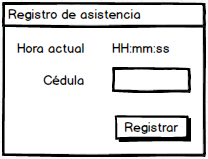 Registro de asistencia
Hora actual HH:mm:ss
Cédula
Registrar